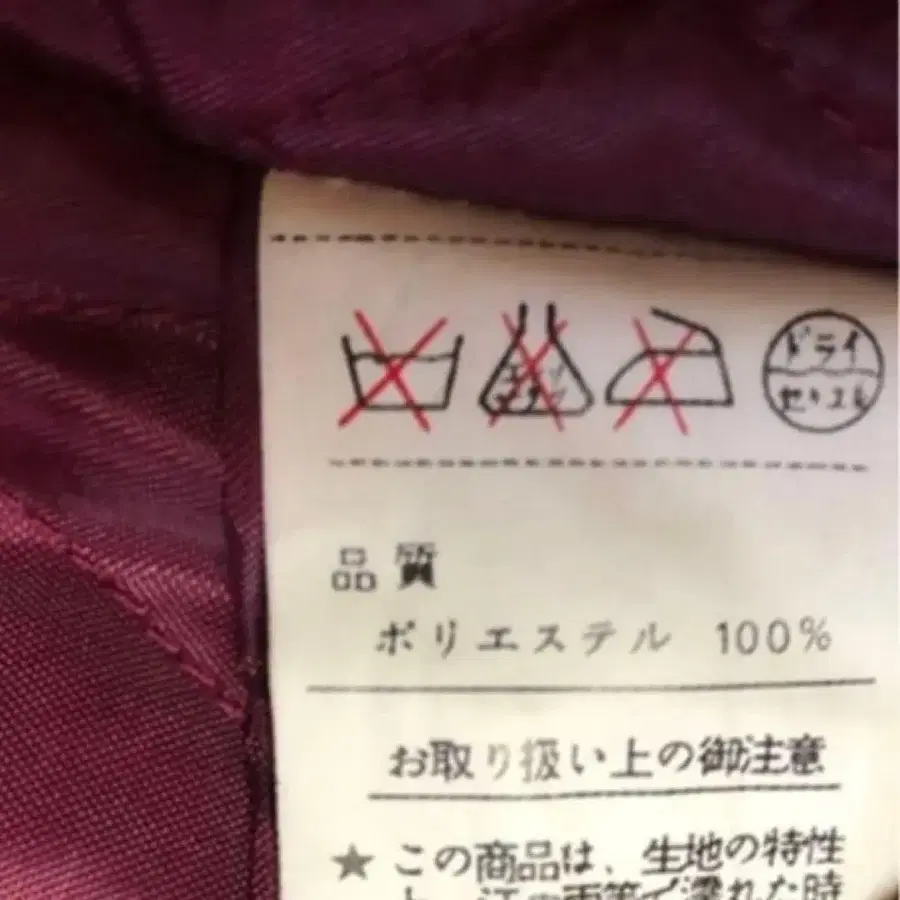 ドライ
セキユル
品質
ポリエステル 100%
お取り扱い上の御注意
★この商品は、生地の特性